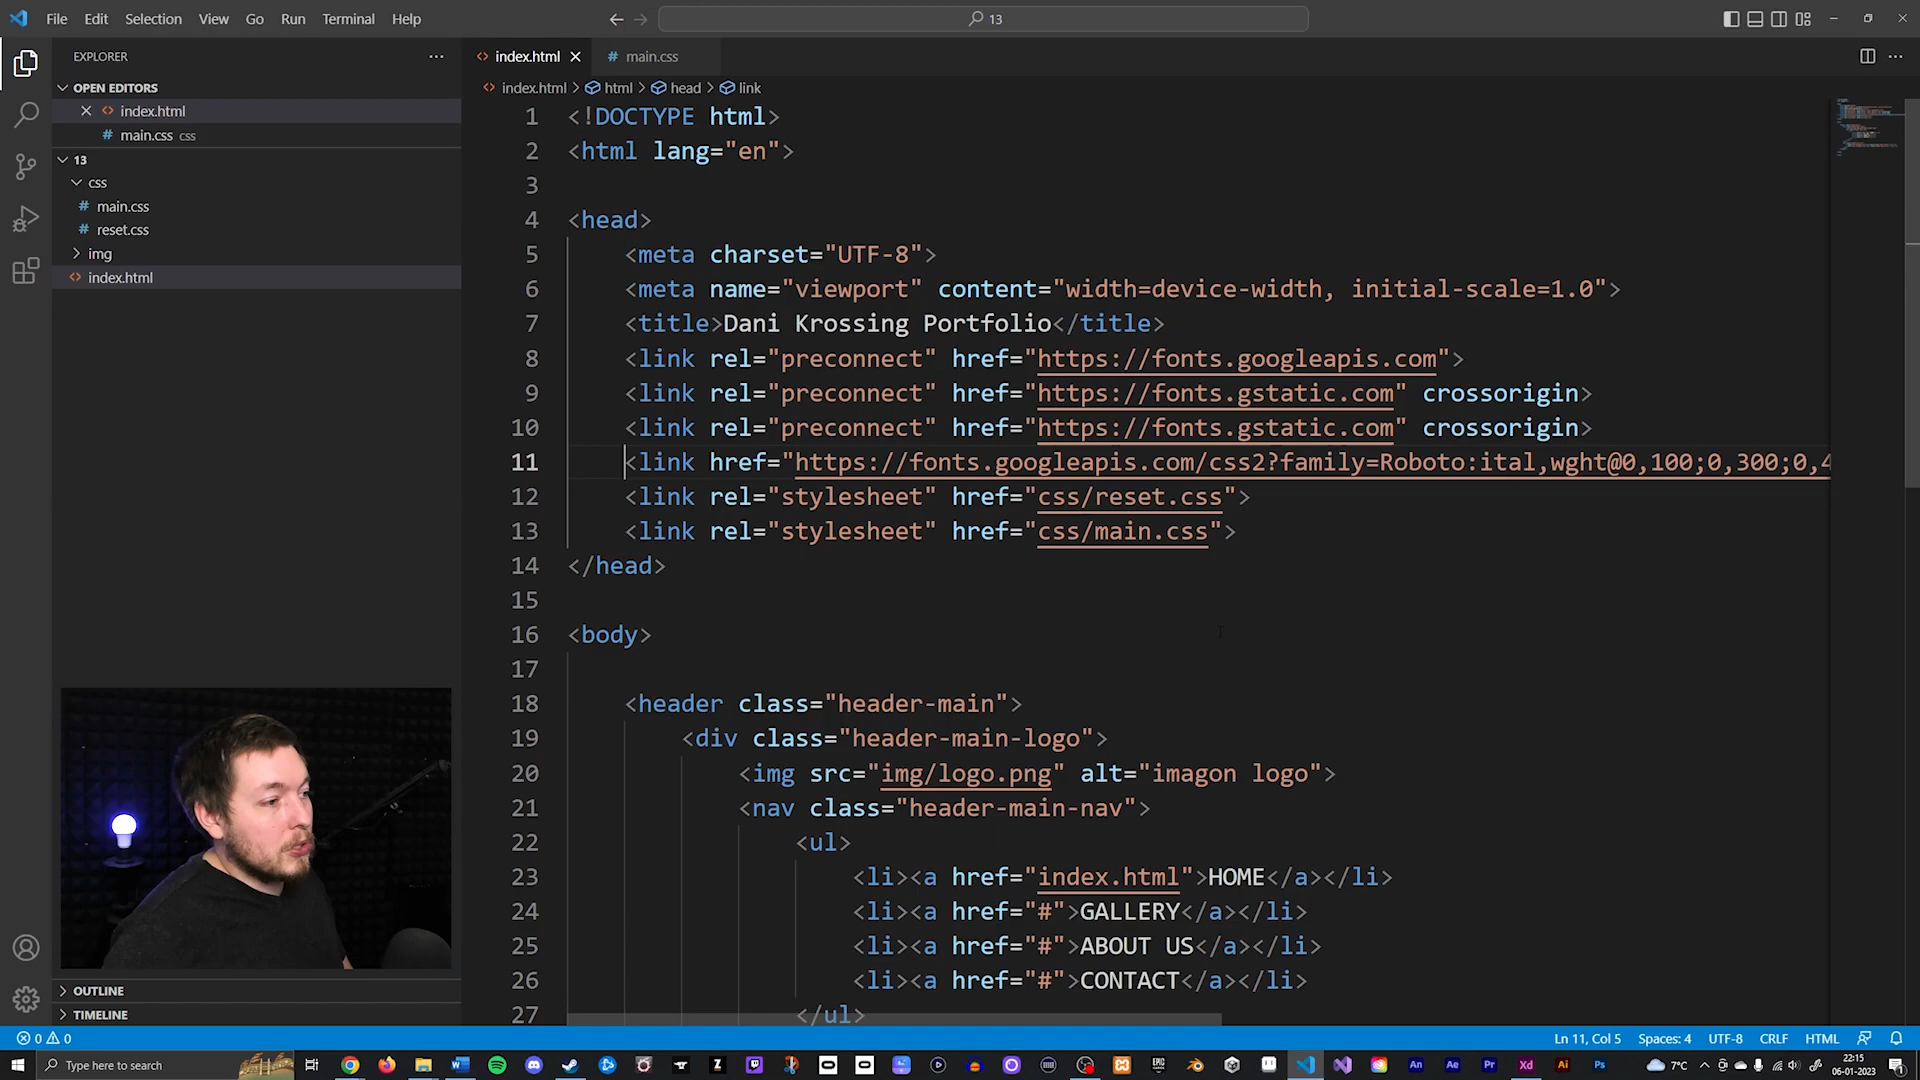 File Edit Selection View Go Run Terminal Help
13
EXPLORER
OPEN EDITORS
index.html
main.css css
13
css
main.css
reset.css
img
index.html
OUTLINE
TIMELINE
index.html
main.css
index.html > html > head > link
1 <!DOCTYPE html>
2 <html lang="en">
3
4 <head>
5 <meta charset="UTF-8">
6 <meta name="viewport" content="width=device-width, initial-scale=1.0">
7 <title>Dani Krossing Portfolio</title>
8 <link rel="preconnect" href="https://fonts.googleapis.com">
9 <link rel="preconnect" href="https://fonts.gstatic.com" crossorigin>
10 <link rel="preconnect" href="https://fonts.gstatic.com" crossorigin>
11 <link href="https://fonts.googleapis.com/css2?family=Roboto:ital,wght@0,100;0,300;0,4
12 <link rel="stylesheet" href="css/reset.css">
13 <link rel="stylesheet" href="css/main.css">
14 </head>
15
16 <body>
17
18 <header class="header-main">
19 <div class="header-main-logo">
20 <img src="img/logo.png" alt="imagon logo">
21 <nav class="header-main-nav">
22 <ul>
23 <li><a href="index.html">HOME</a></li>
24 <li><a href="#">GALLERY</a></li>
25 <li><a href="#">ABOUT US</a></li>
26 <li><a href="#">CONTACT</a></li>
27 </ul>
0 0
Ln 11, Col 5 Spaces: 4 UTF-8 CRLF HTML
Type here to search
7°C
22:15
06-01-2023